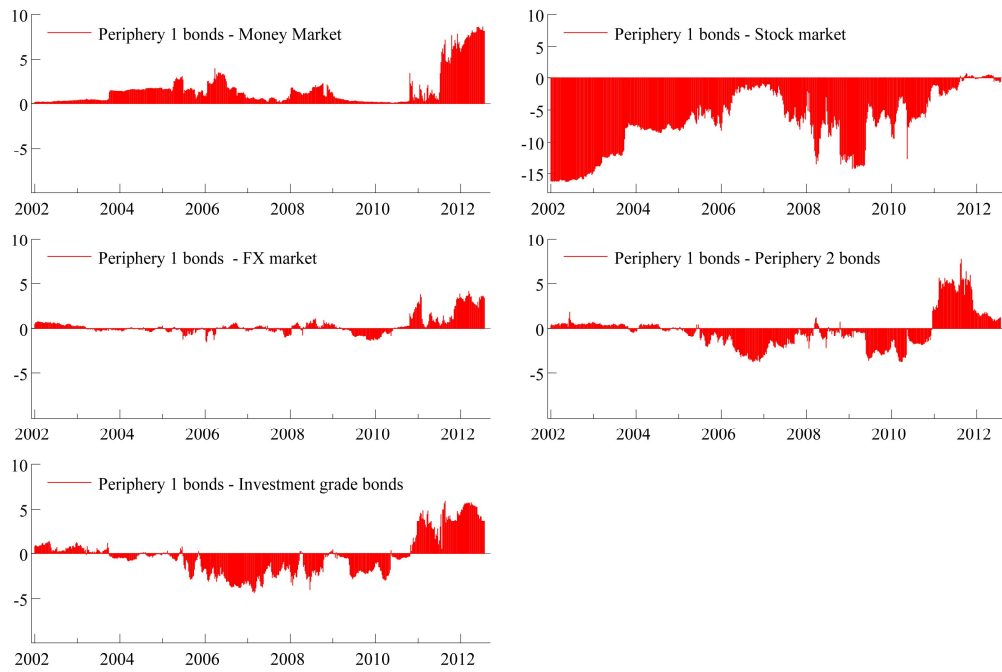 10
Periphery 1 bonds - Money Market
5
0
-5
2002 2004 2006 2008 2010 2012
10
Periphery 1 bonds - Stock market
5
0
-5
-10
-15
2002 2004 2006 2008 2010 2012
10
Periphery 1 bonds - FX market
5
0
-5
2002 2004 2006 2008 2010 2012
10
Periphery 1 bonds - Periphery 2 bonds
5
0
-5
2002 2004 2006 2008 2010 2012
10
Periphery 1 bonds - Investment grade bonds
5
0
-5
2002 2004 2006 2008 2010 2012